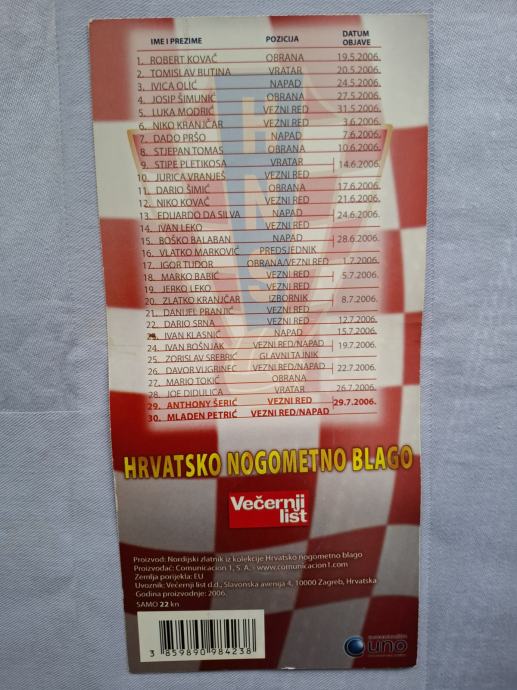 IME I PREZIME POZICIJA DATUM OBJAVE
1. ROBERT KOVAČ OBRANA 19.5.2006.
2. TOMISLAV BUTINA VRATAR 20.5.2006.
3. IVICA OLIĆ NAPAD 24.5.2006.
4. JOSIP ŠIMUNIĆ OBRANA 27.5.2006.
5. LUKA MODRIĆ VEZNI RED 31.5.2006.
6. NIKO KRANJČAR VEZNI RED 3.6.2006.
7. DADO PRŠO NAPAD 7.6.2006.
8. STJEPAN TOMAS OBRANA 10.6.2006.
9. STIPE PLETIKOSA VRATAR 14.6.2006.
10. JURICA VRANJEŠ VEZNI RED
11. DARIO ŠIMIĆ OBRANA 17.6.2006.
12. NIKO KOVAČ VEZNI RED 21.6.2006.
13. EDUARDO DA SILVA NAPAD 24.6.2006.
14. IVAN LEKO VEZNI RED
15. BOŠKO BALABAN NAPAD 28.6.2006.
16. VLATKO MARKOVIĆ PREDSJEDNIK
17. IGOR TUDOR OBRANA/VEZNI RED 1.7.2006.
18. MARKO BABIĆ VEZNI RED 5.7.2006.
19. JERKO LEKO VEZNI RED
20. ZLATKO KRANJČAR IZBORNIK 8.7.2006.
21. DANIJEL PRANJIĆ VEZNI RED
22. DARIO SRNA VEZNI RED 12.7.2006.
23. IVAN KLASNIĆ NAPAD 15.7.2006.
24. IVAN BOŠNJAK VEZNI RED/NAPAD 19.7.2006.
25. ZORISLAV SREBRIĆ GLAVNI TAJNIK
26. DAVOR VUGRINEC VEZNI RED/NAPAD 22.7.2006.
27. MARIO TOKIĆ OBRANA
28. JOE DIDULICA VRATAR 26.7.2006.
29. ANTHONY ŠERIĆ VEZNI RED 29.7.2006.
30. MLADEN PETRIĆ VEZNI RED/NAPAD
HNS
HRVATSKO NOGOMETNO BLAGO
Večernji
list
Proizvod: Nordijski zlatnik iz kolekcije Hrvatsko nogometno blago
Proizvođač: Comunicacion 1, S. A. - www.comunicacion1.com
Zemlja porijekla: EU
Uvoznik: Večernji list d.d., Slavonska avenija 4, 10000 Zagreb, Hrvatska
Godina proizvodnje: 2006.
SAMO 22 kn
3 859890 984238
uno